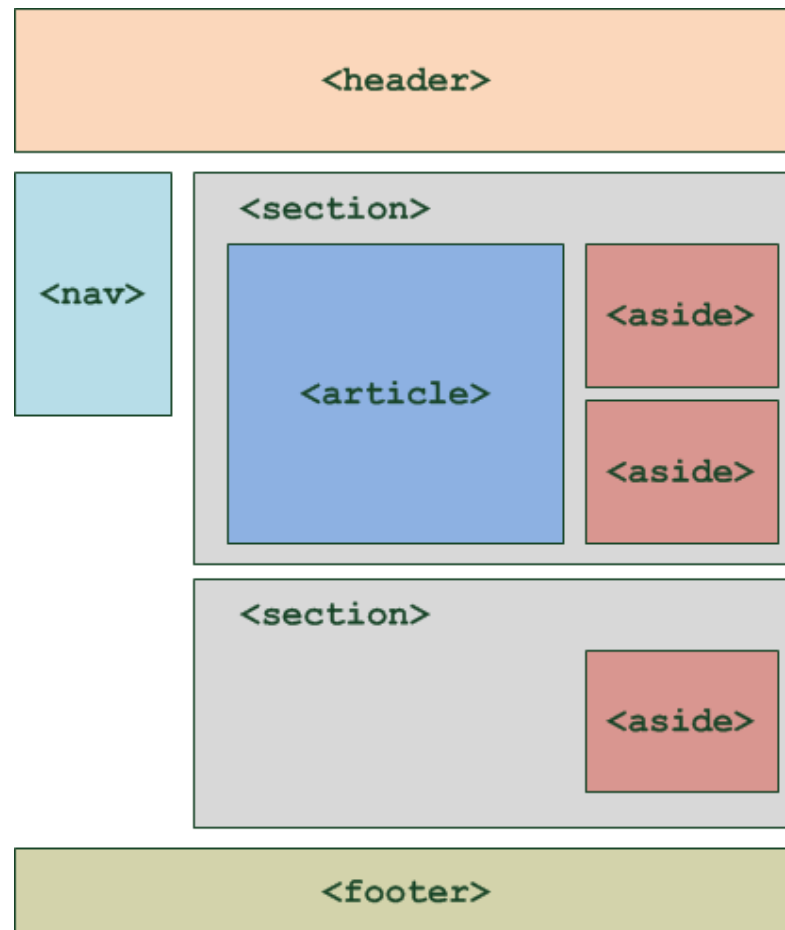 <header>
<nav>
<section>
<article>
<aside>
<aside>
<section>
<aside>
<footer>